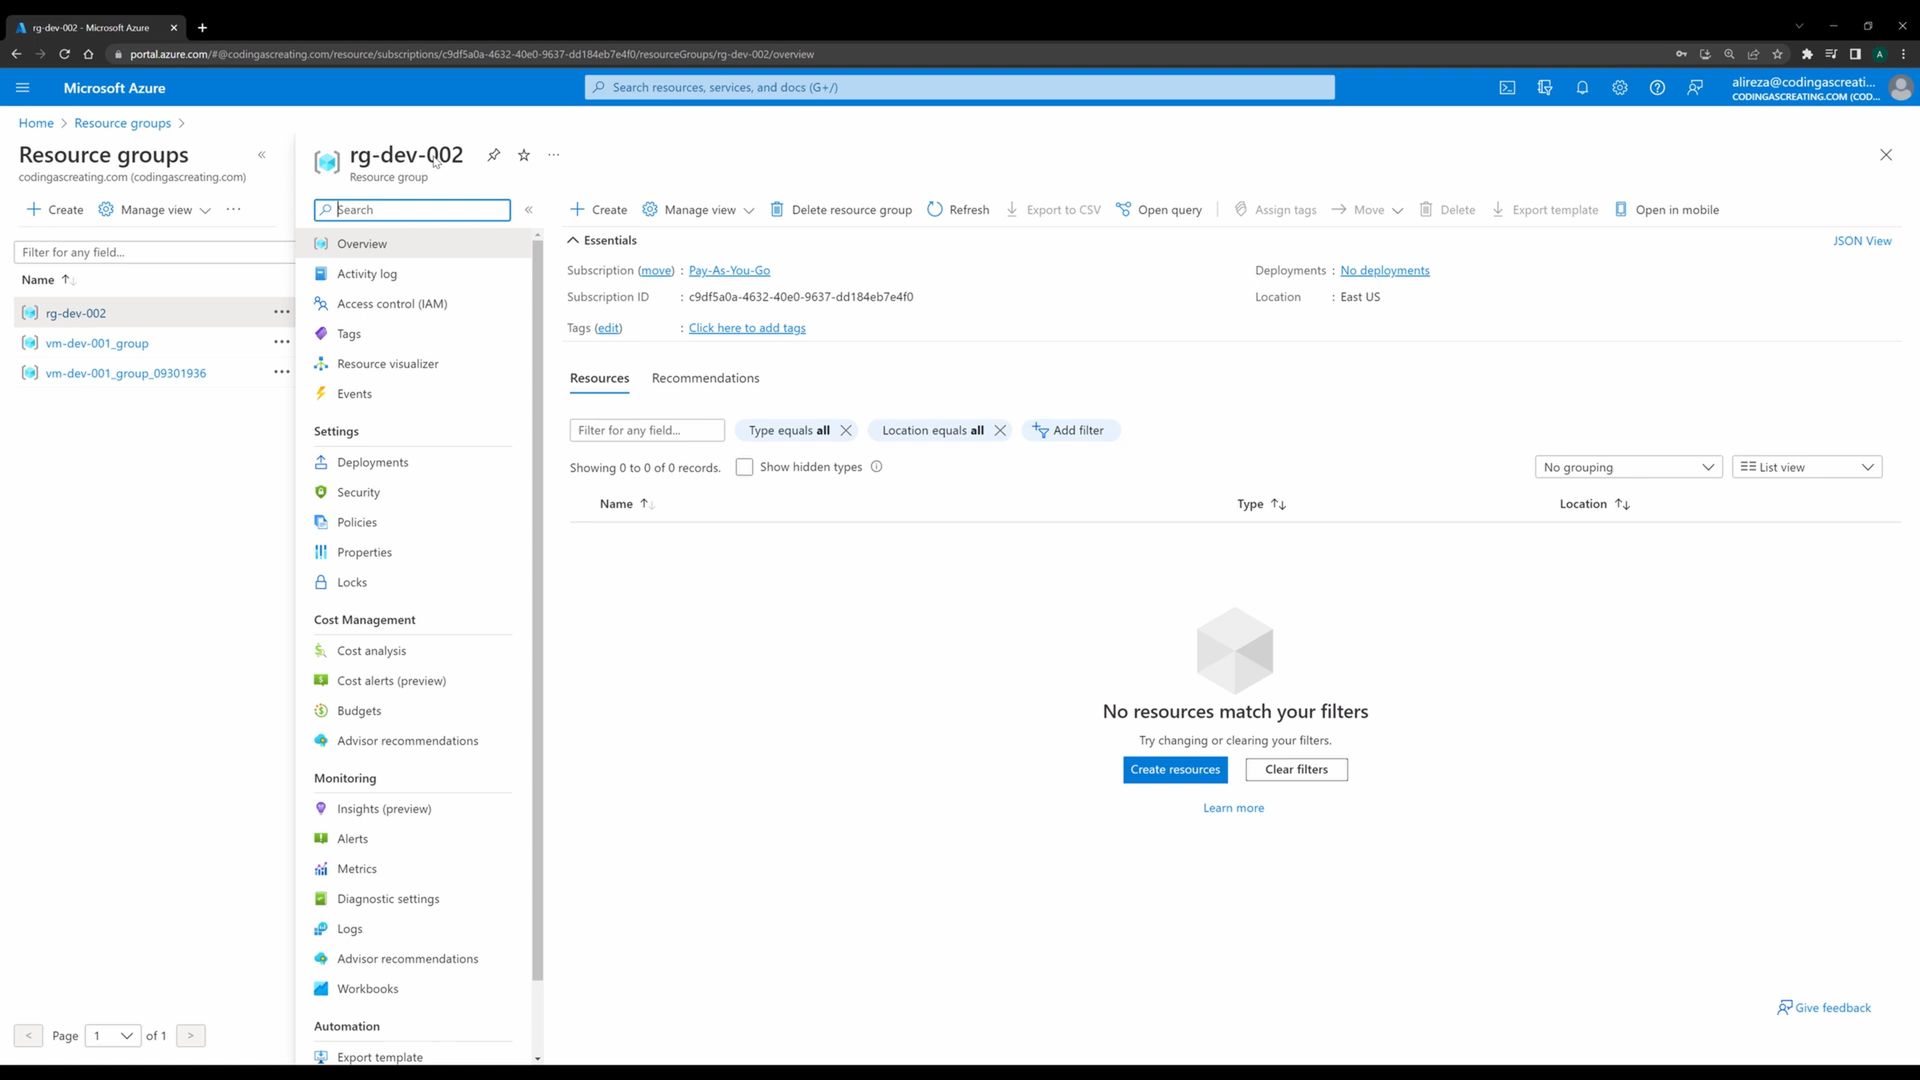 rg-dev-002 - Microsoft Azure
portal.azure.com/#@codingascreating.com/resource/subscriptions/c9df5a0a-4632-40e0-9637-dd184eb7e4f0/resourceGroups/rg-dev-002/overview
A
Microsoft Azure
Search resources, services, and docs (G+/)
alireza@codingascreati...
CODINGASCREATING.COM (COD...
Home > Resource groups >
Resource groups
codingascreating.com (codingascreating.com)
Create
Manage view
Filter for any field...
Name
rg-dev-002
vm-dev-001_group
vm-dev-001_group_09301936
< Page 1 of 1 >
rg-dev-002
Resource group
Search
Overview
Activity log
Access control (IAM)
Tags
Resource visualizer
Events
Settings
Deployments
Security
Policies
Properties
Locks
Cost Management
Cost analysis
Cost alerts (preview)
Budgets
Advisor recommendations
Monitoring
Insights (preview)
Alerts
Metrics
Diagnostic settings
Logs
Advisor recommendations
Workbooks
Automation
Export template
Create Manage view Delete resource group Refresh Export to CSV Open query Assign tags Move Delete Export template Open in mobile
Essentials
JSON View
Subscription (move) : Pay-As-You-Go
Deployments : No deployments
Subscription ID : c9df5a0a-4632-40e0-9637-dd184eb7e4f0
Location : East US
Tags (edit) : Click here to add tags
Resources Recommendations
Filter for any field... Type equals all Location equals all Add filter
Showing 0 to 0 of 0 records. Show hidden types No grouping List view
Name Type Location
No resources match your filters
Try changing or clearing your filters.
Create resources Clear filters
Learn more
Give feedback